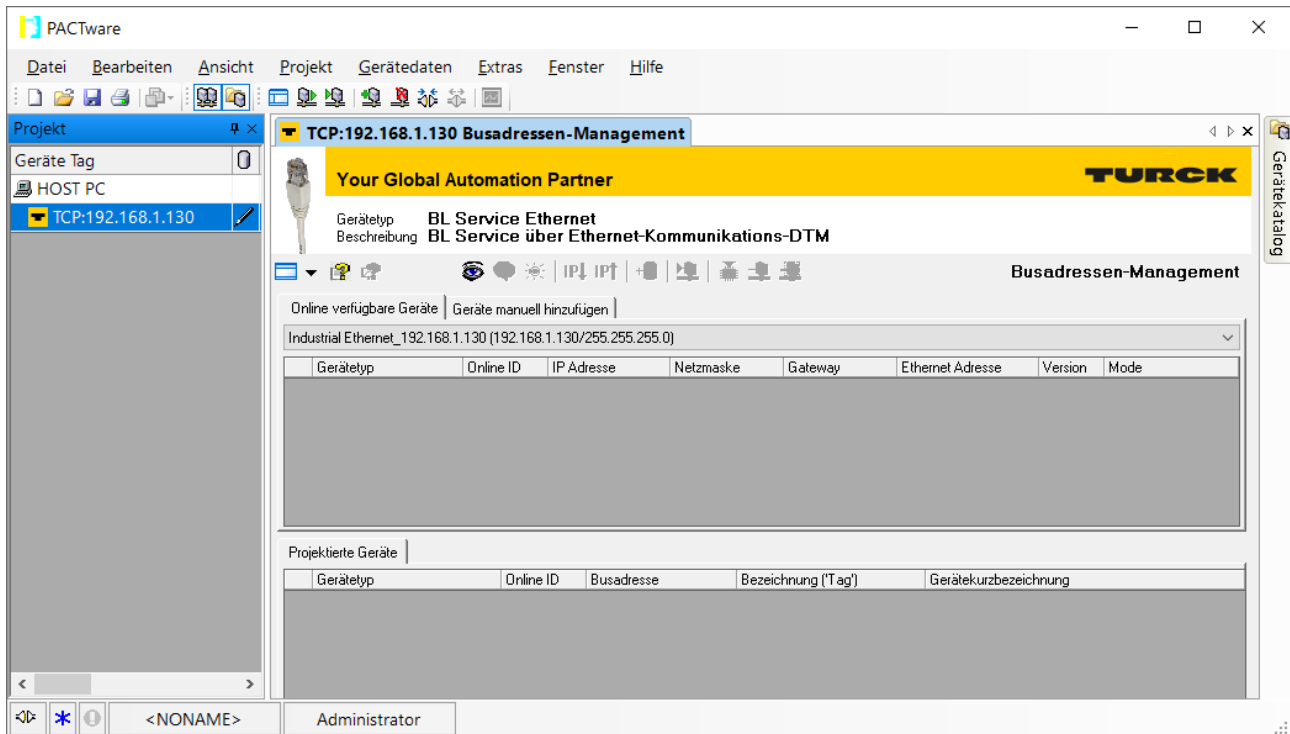 PACTware
Datei Bearbeiten Ansicht Projekt Gerätedaten Extras Fenster Hilfe
Projekt
Geräte Tag
HOST PC
TCP:192.168.1.130
TCP:192.168.1.130 Busadressen-Management
Your Global Automation Partner
TURCK
Gerätetyp BL Service Ethernet
Beschreibung BL Service über Ethernet-Kommunikations-DTM
IP IP
Busadressen-Management
Online verfügbare Geräte Geräte manuell hinzufügen
Industrial Ethernet_192.168.1.130 (192.168.1.130/255.255.255.0)
Gerätetyp Online ID IP Adresse Netzmaske Gateway Ethernet Adresse Version Mode
Projektierte Geräte
Gerätetyp Online ID Busadresse Bezeichnung ('Tag') Gerätekurzbezeichnung
Gerätekatalog
<NONAME> Administrator